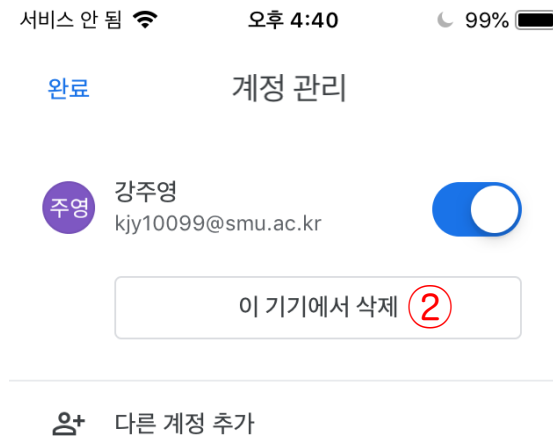 서비스 안 됨 오후 4:40 99%
완료 계정 관리
주영 강주영
kjy10099@smu.ac.kr
이 기기에서 삭제 ②
다른 계정 추가